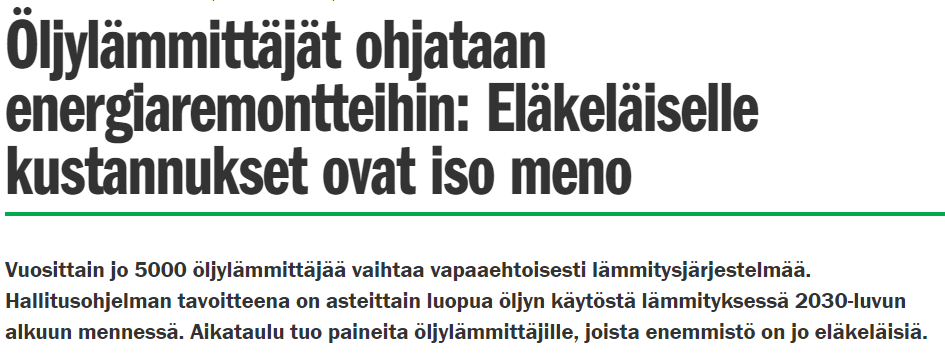 Öljylämmittäjät ohjataan
energiaremontteihin: Eläkeläiselle
kustannukset ovat iso meno
Vuosittain jo 5000 öljylämmittäjää vaihtaa vapaaehtoisesti lämmitysjärjestelmää.
Hallitusohjelman tavoitteena on asteittain luopua öljyn käytöstä lämmityksessä 2030-luvun
alkuun mennessä. Aikataulu tuo paineita öljylämmittäjille, joista enemmistö on jo eläkeläisiä.